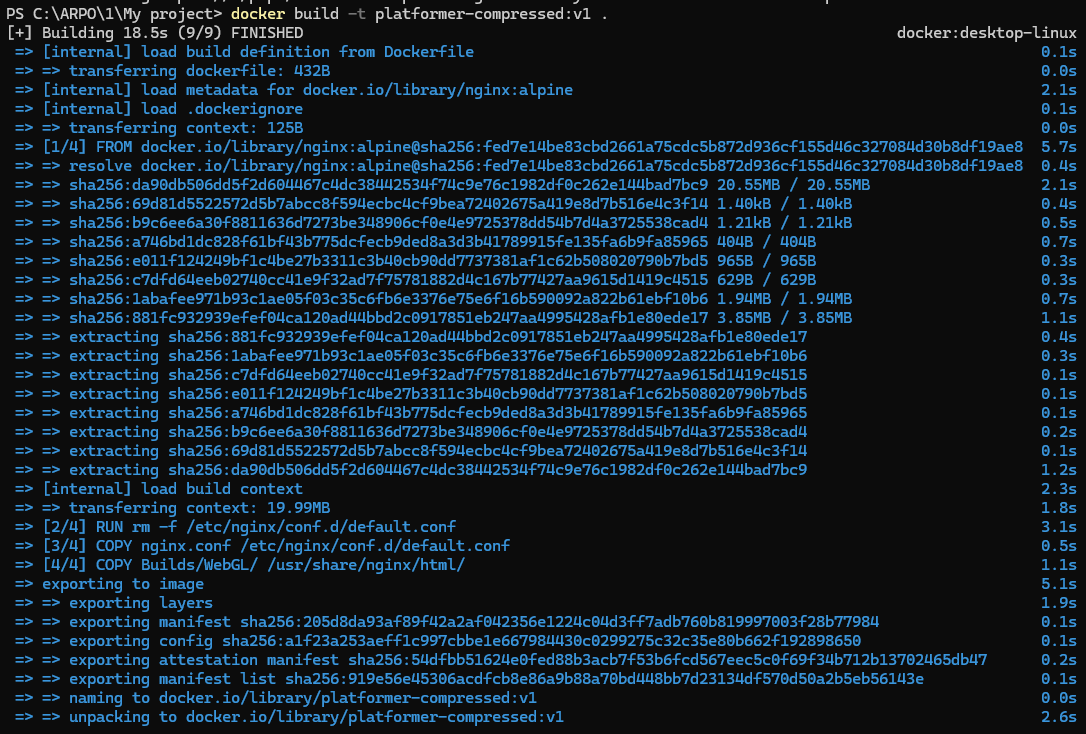 PS C:\ARPO\1\My project> docker build -t platformer-compressed:v1 .
[+] Building 18.5s (9/9) FINISHED docker:desktop-linux
=> [internal] load build definition from Dockerfile 0.1s
=> => transferring dockerfile: 432B 0.0s
=> [internal] load metadata for docker.io/library/nginx:alpine 2.1s
=> [internal] load .dockerignore 0.1s
=> => transferring context: 125B 0.0s
=> [1/4] FROM docker.io/library/nginx:alpine@sha256:fed7e14be83cbd2661a75cdc5b872d936cf155d46c327084d30b8df19ae8 5.7s
=> => resolve docker.io/library/nginx:alpine@sha256:fed7e14be83cbd2661a75cdc5b872d936cf155d46c327084d30b8df19ae8 0.4s
=> => sha256:da90db506dd5f2d604467c4dc38442534f74c9e76c1982df0c262e144bad7bc9 20.55MB / 20.55MB 2.1s
=> => sha256:69d81d5522572d5b7abcc8f594ecbc4cf9bea72402675a419e8d7b516e4c3f14 1.40kB / 1.40kB 0.4s
=> => sha256:b9c6ee6a30f8811636d7273be348906cf0e4e9725378dd54b7d4a3725538cad4 1.21kB / 1.21kB 0.5s
=> => sha256:a746bd1dc828f61bf43b775dcfecb9ded8a3d3b41789915fe135fa6b9fa85965 404B / 404B 0.7s
=> => sha256:e011f124249bf1c4be27b3311c3b40cb90dd7737381af1c62b508020790b7bd5 965B / 965B 0.3s
=> => sha256:c7dfd64eeb02740cc41e9f32ad7f75781882d4c167b77427aa9615d1419c4515 629B / 629B 0.3s
=> => sha256:1abafee971b93c1ae05f03c35c6fb6e3376e75e6f16b590092a822b61ebf10b6 1.94MB / 1.94MB 0.7s
=> => sha256:881fc932939efef04ca120ad44bbd2c0917851eb247aa4995428afb1e80ede17 3.85MB / 3.85MB 1.1s
=> => extracting sha256:881fc932939efef04ca120ad44bbd2c0917851eb247aa4995428afb1e80ede17 0.4s
=> => extracting sha256:1abafee971b93c1ae05f03c35c6fb6e3376e75e6f16b590092a822b61ebf10b6 0.3s
=> => extracting sha256:c7dfd64eeb02740cc41e9f32ad7f75781882d4c167b77427aa9615d1419c4515 0.1s
=> => extracting sha256:e011f124249bf1c4be27b3311c3b40cb90dd7737381af1c62b508020790b7bd5 0.1s
=> => extracting sha256:a746bd1dc828f61bf43b775dcfecb9ded8a3d3b41789915fe135fa6b9fa85965 0.1s
=> => extracting sha256:b9c6ee6a30f8811636d7273be348906cf0e4e9725378dd54b7d4a3725538cad4 0.2s
=> => extracting sha256:69d81d5522572d5b7abcc8f594ecbc4cf9bea72402675a419e8d7b516e4c3f14 0.1s
=> => extracting sha256:da90db506dd5f2d604467c4dc38442534f74c9e76c1982df0c262e144bad7bc9 1.2s
=> [internal] load build context 2.3s
=> => transferring context: 19.99MB 1.8s
=> [2/4] RUN rm -f /etc/nginx/conf.d/default.conf 3.1s
=> [3/4] COPY nginx.conf /etc/nginx/conf.d/default.conf 0.5s
=> [4/4] COPY Builds/WebGL/ /usr/share/nginx/html/ 1.1s
=> exporting to image 5.1s
=> => exporting layers 1.9s
=> => exporting manifest sha256:205d8da93af89f42a2af042356e1224c04d3ff7adb760b819997003f28b77984 0.1s
=> => exporting config sha256:a1f23a253aeff1c997cbbe1e667984430c0299275c32c35e80b662f192898650 0.1s
=> => exporting attestation manifest sha256:54dfbb51624e0fed88b3acb7f53b6fcd567eec5c0f69f34b712b13702465db47 0.2s
=> => exporting manifest list sha256:919e56e45306acdfcb8e86a9b88a70bd448bb7d23134df570d50a2b5eb56143e 0.1s
=> => naming to docker.io/library/platformer-compressed:v1 0.0s
=> => unpacking to docker.io/library/platformer-compressed:v1 2.6s